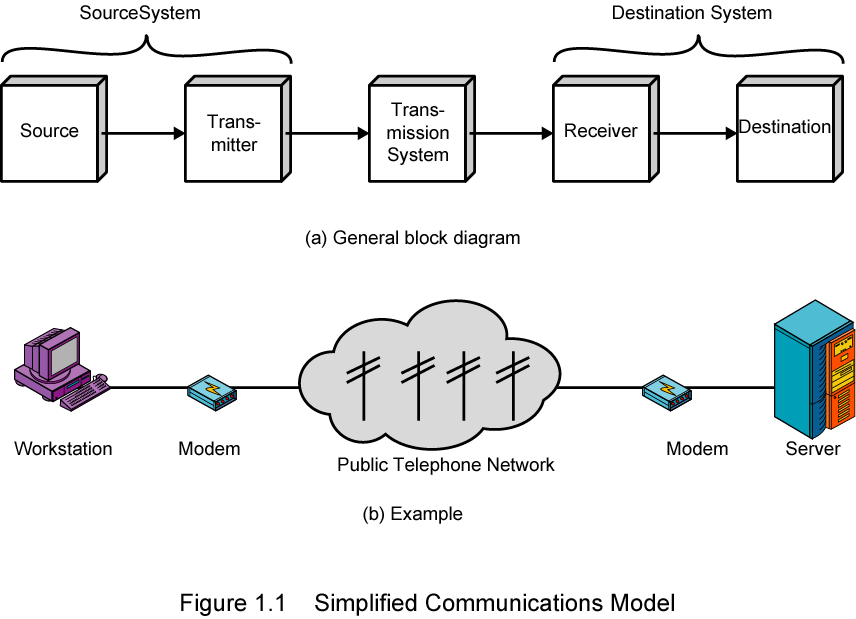 SourceSystem
Destination System
Source
Trans-
mitter
Trans-
mission
System
Receiver
Destination
(a) General block diagram
Workstation
Modem
Public Telephone Network
Modem
Server
(b) Example
Figure 1.1 Simplified Communications Model